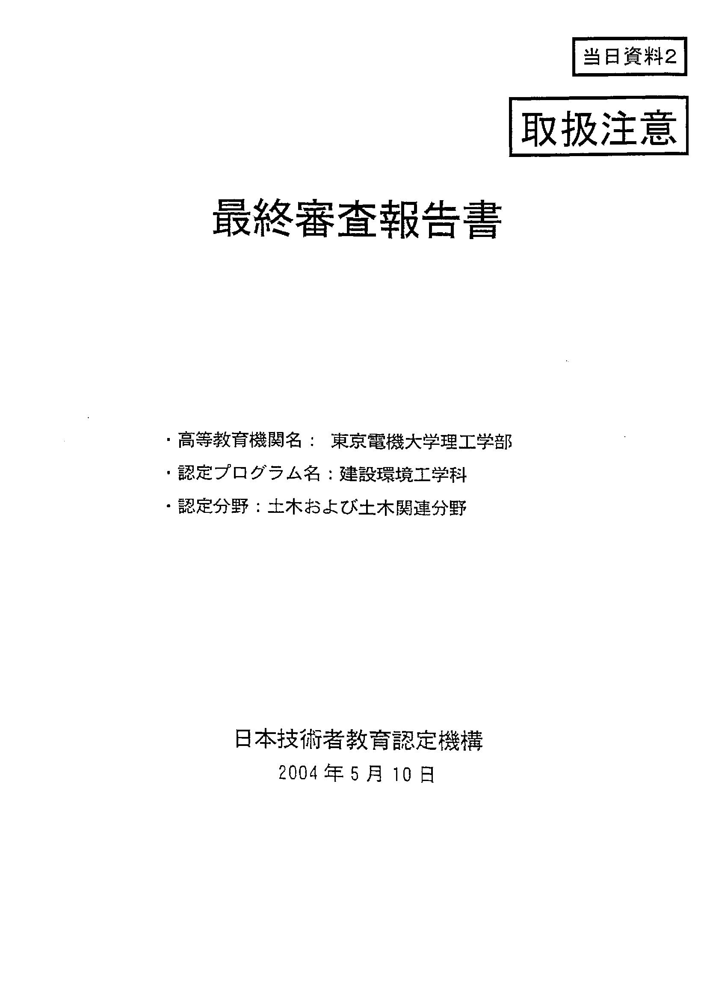 当日資料2
取扱注意
最終審査報告書
・高等教育機関名： 東京電機大学理工学部
・認定プログラム名：建設環境工学科
・認定分野：土木および土木関連分野
日本技術者教育認定機構
2004年5月10日